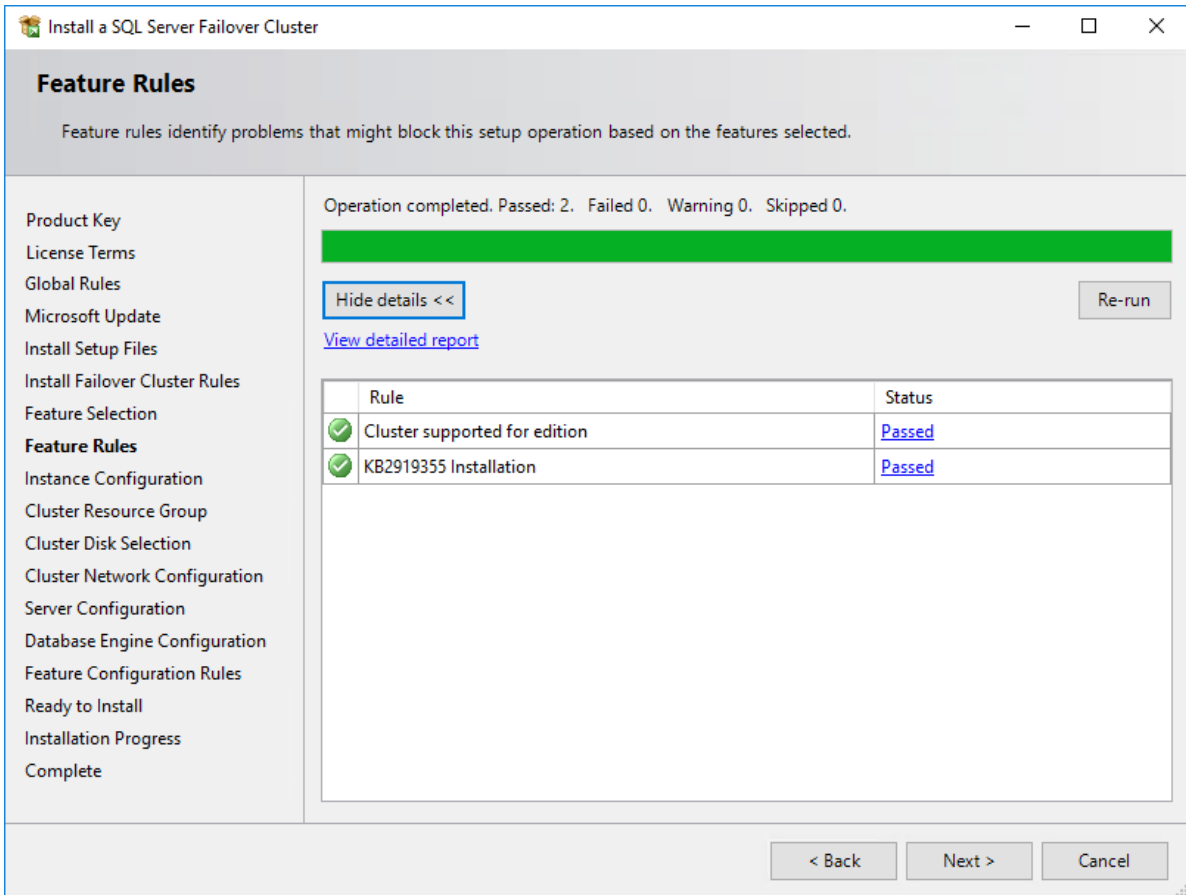 Install a SQL Server Failover Cluster
Feature Rules
Feature rules identify problems that might block this setup operation based on the features selected.
Product Key
License Terms
Global Rules
Microsoft Update
Install Setup Files
Install Failover Cluster Rules
Feature Selection
Feature Rules
Instance Configuration
Cluster Resource Group
Cluster Disk Selection
Cluster Network Configuration
Server Configuration
Database Engine Configuration
Feature Configuration Rules
Ready to Install
Installation Progress
Complete
Operation completed. Passed: 2. Failed 0. Warning 0. Skipped 0.
Hide details << Re-run
View detailed report
Rule Status
Cluster supported for edition Passed
KB2919355 Installation Passed
< Back Next > Cancel